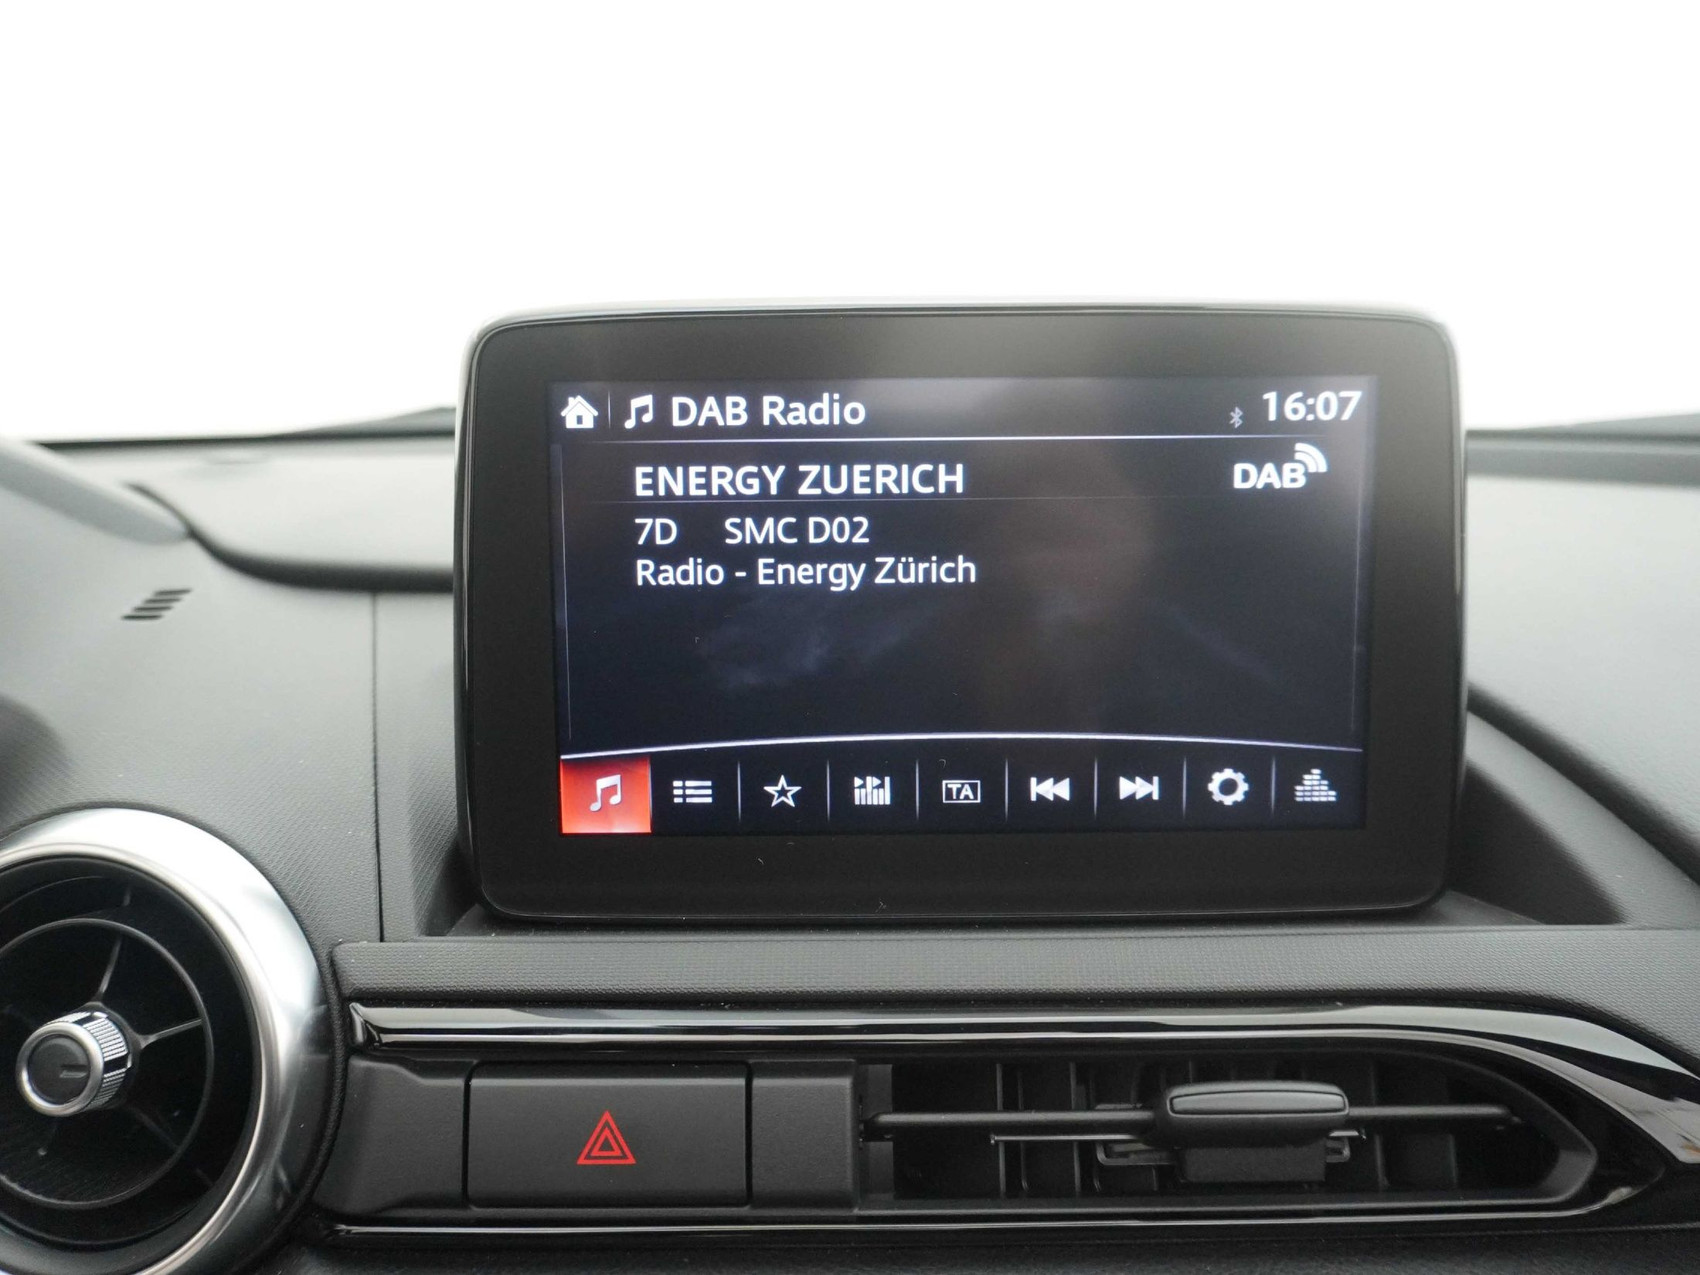 DAB Radio 16:07
ENERGY ZUERICH DAB
7D SMC D02
Radio - Energy Zürich
TA